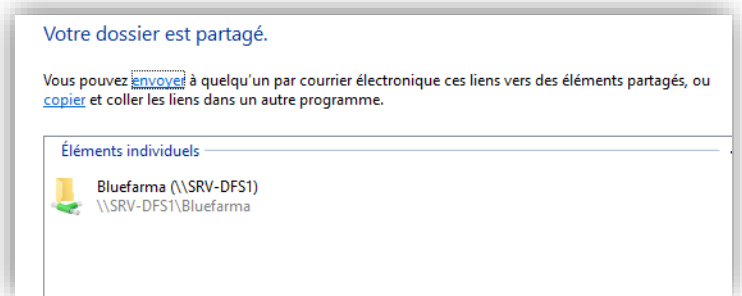 Votre dossier est partagé.
Vous pouvez envoyer à quelqu'un par courrier électronique ces liens vers des éléments partagés, ou
copier et coller les liens dans un autre programme.
Éléments individuels
Bluefarma (\\SRV-DFS1)
\\SRV-DFS1\Bluefarma